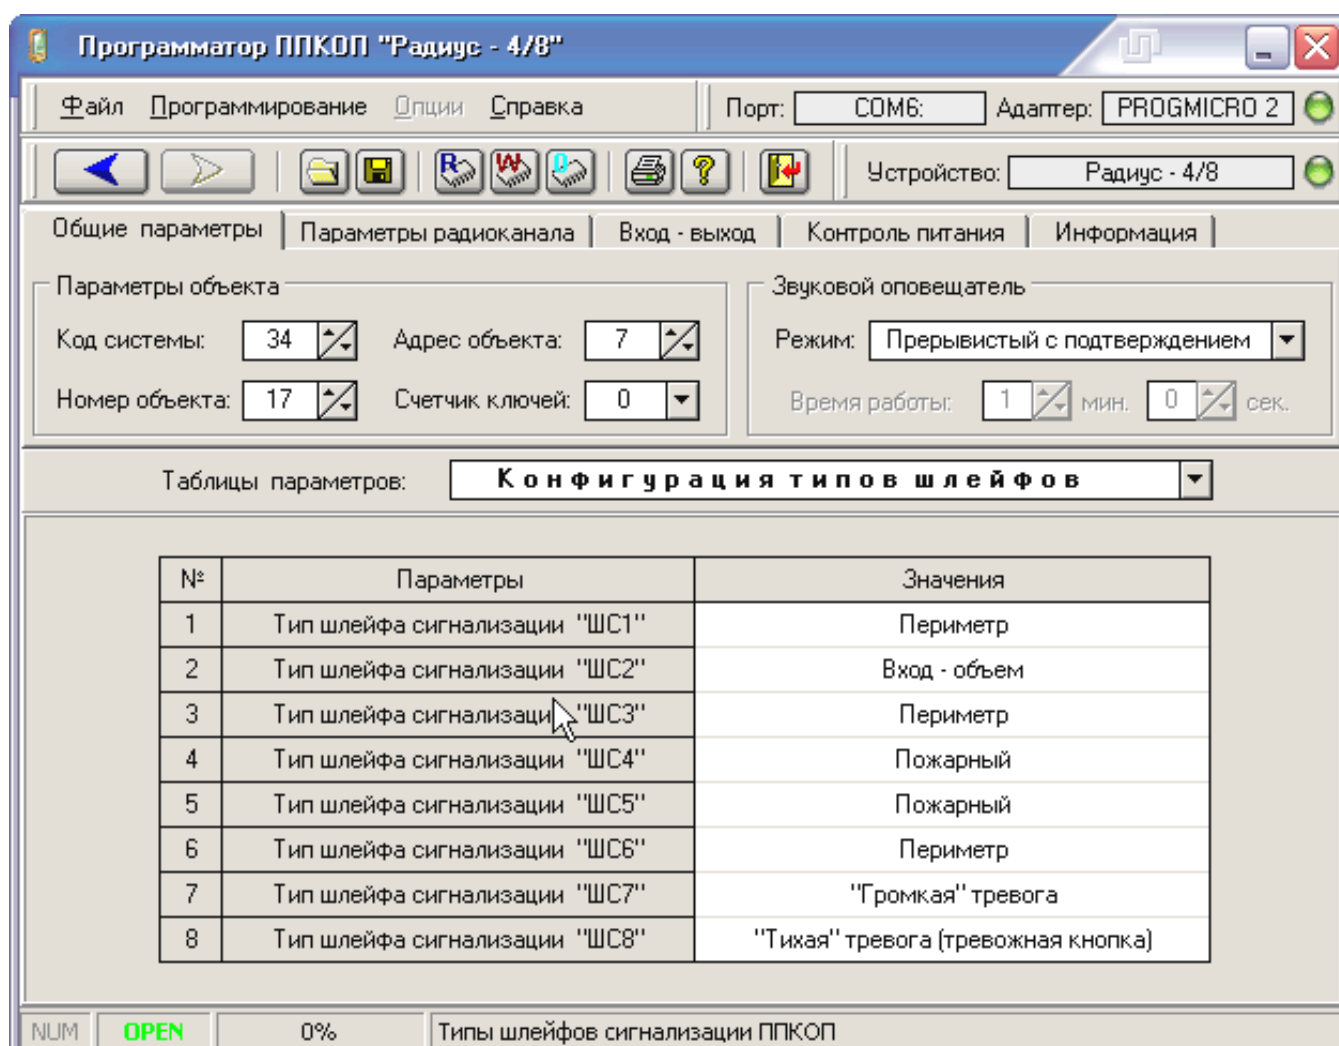 Программатор ППКОП "Радиус - 4/8"
Файл Программирование Опции Справка Порт: COM6: Адаптер: PROGMICRO 2
R W O ? Устройство: Радиус - 4/8
Общие параметры Параметры радиоканала Вход - выход Контроль питания Информация
Параметры объекта Звуковой оповещатель
Код системы: 34 Адрес объекта: 7 Режим: Прерывистый с подтверждением
Номер объекта: 17 Счетчик ключей: 0 Время работы: 1 мин. 0 сек.
Таблицы параметров: Конфигурация типов шлейфов
№ Параметры Значения
1 Тип шлейфа сигнализации "ШС1" Периметр
2 Тип шлейфа сигнализации "ШС2" Вход - объем
3 Тип шлейфа сигнализации "ШС3" Периметр
4 Тип шлейфа сигнализации "ШС4" Пожарный
5 Тип шлейфа сигнализации "ШС5" Пожарный
6 Тип шлейфа сигнализации "ШС6" Периметр
7 Тип шлейфа сигнализации "ШС7" "Громкая" тревога
8 Тип шлейфа сигнализации "ШС8" "Тихая" тревога (тревожная кнопка)
NUM OPEN 0% Типы шлейфов сигнализации ППКОП